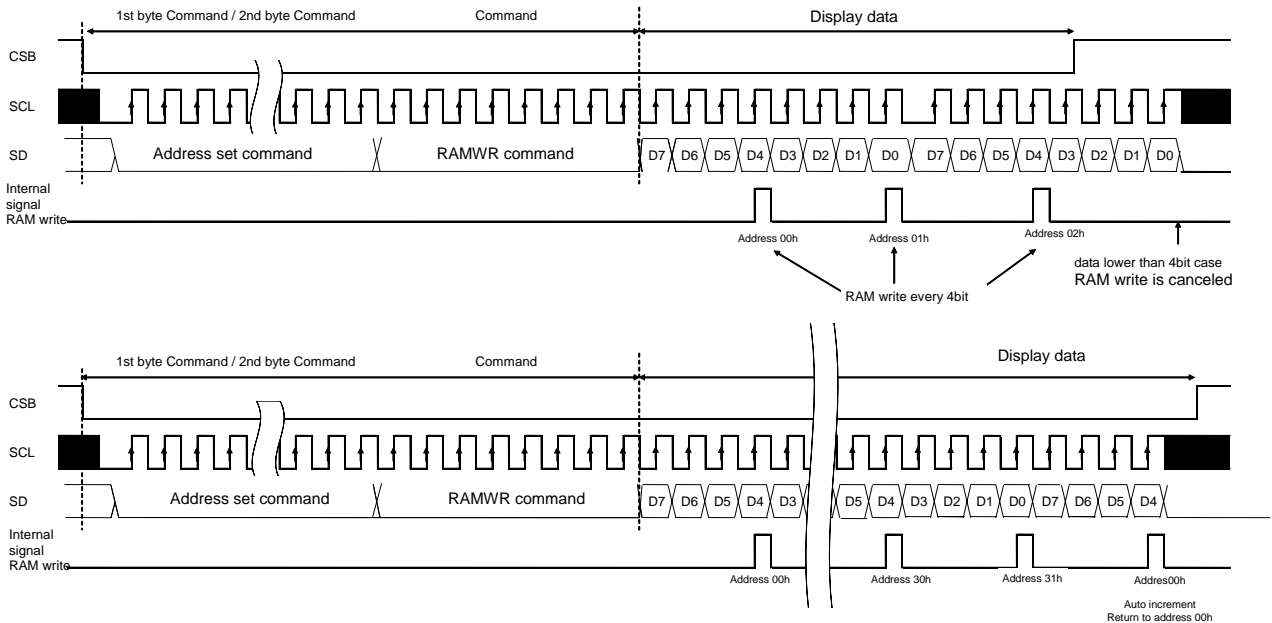 1st byte Command / 2nd byte Command Command Display data
CSB
SCL
SD Address set command RAMWR command D7 D6 D5 D4 D3 D2 D1 D0 D7 D6 D5 D4 D3 D2 D1 D0
Internal
signal
RAM write
Address 00h Address 01h Address 02h
data lower than 4bit case
RAM write is canceled
RAM write every 4bit
1st byte Command / 2nd byte Command Command Display data
CSB
SCL
SD Address set command RAMWR command D7 D6 D5 D4 D3 D5 D4 D3 D2 D1 D0 D7 D6 D5 D4
Internal
signal
RAM write
Address 00h Address 30h Address 31h Addres00h
Auto increment
Return to address 00h